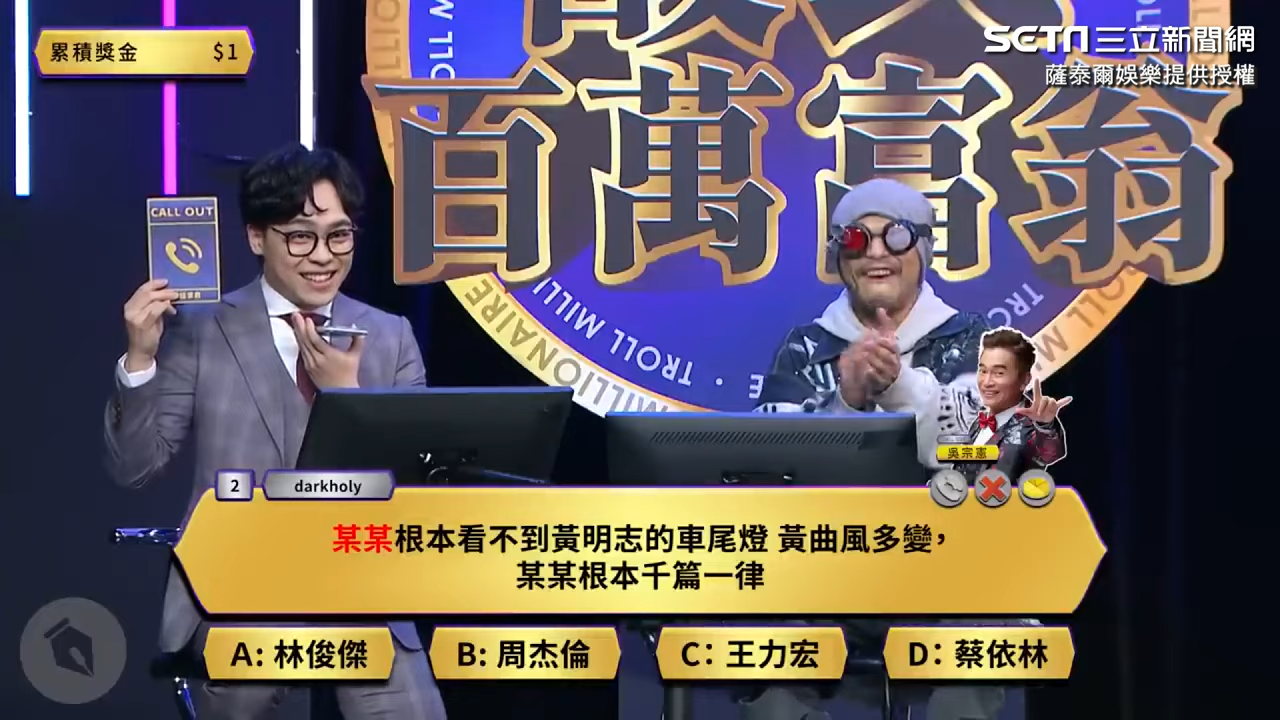 累積獎金 $1
SETN三立新聞網
薩泰爾娛樂提供授權
百萬富翁
CALL OUT
TROLL MILLI
MILLIONAIRE
吳宗憲
2
darkholy
某某根本看不到黃明志的車尾燈 黃曲風多變,
某某根本千篇一律
A: 林俊傑
B: 周杰倫
C: 王力宏
D: 蔡依林